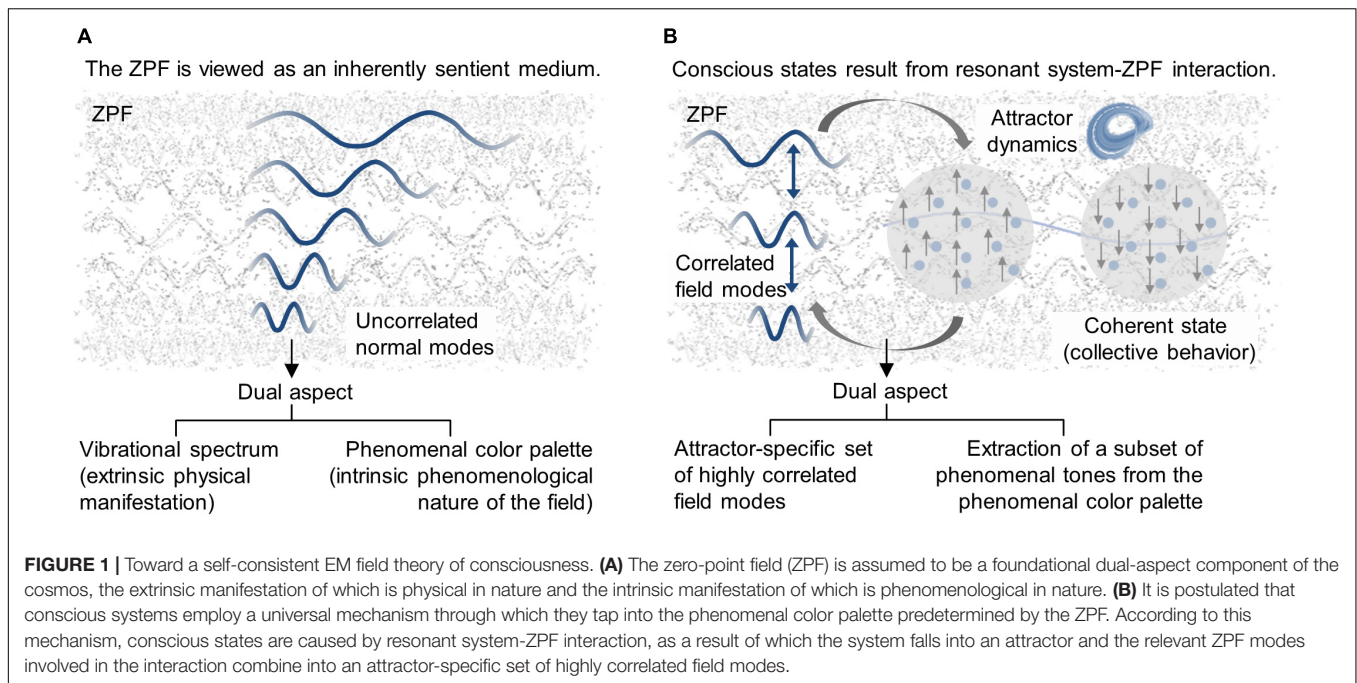 A
The ZPF is viewed as an inherently sentient medium.
ZPF
Uncorrelated
normal modes
Dual aspect
Vibrational spectrum
(extrinsic physical
manifestation)
Phenomenal color palette
(intrinsic phenomenological
nature of the field)
B
Conscious states result from resonant system-ZPF interaction.
ZPF
Attractor
dynamics
Correlated
field modes
Coherent state
(collective behavior)
Dual aspect
Attractor-specific set
of highly correlated
field modes
Extraction of a subset of
phenomenal tones from the
phenomenal color palette
FIGURE 1 | Toward a self-consistent EM field theory of consciousness. (A) The zero-point field (ZPF) is assumed to be a foundational dual-aspect component of the
cosmos, the extrinsic manifestation of which is physical in nature and the intrinsic manifestation of which is phenomenological in nature. (B) It is postulated that
conscious systems employ a universal mechanism through which they tap into the phenomenal color palette predetermined by the ZPF. According to this
mechanism, conscious states are caused by resonant system-ZPF interaction, as a result of which the system falls into an attractor and the relevant ZPF modes
involved in the interaction combine into an attractor-specific set of highly correlated field modes.